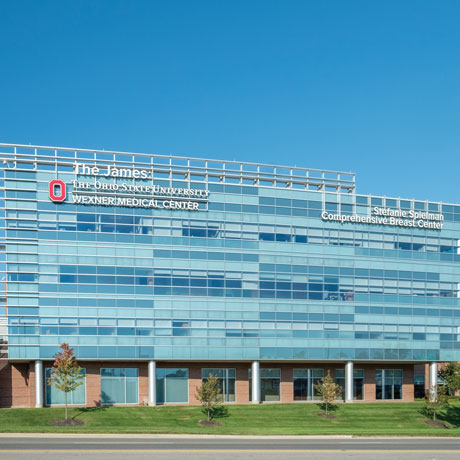 The James
THE OHIO STATE UNIVERSITY
WEXNER MEDICAL CENTER
Stefanie Spielman
Comprehensive Breast Center